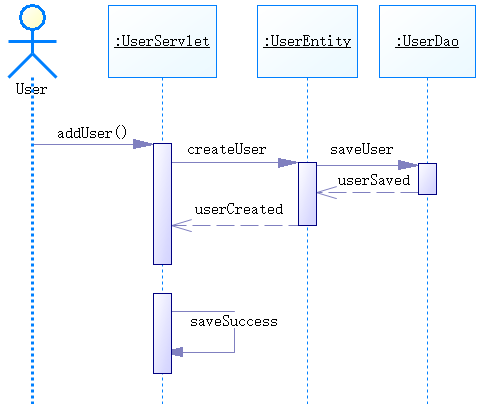 :UserServlet
:UserEntity
:UserDao
User
addUser()
createUser
saveUser
userSaved
userCreated
saveSuccess